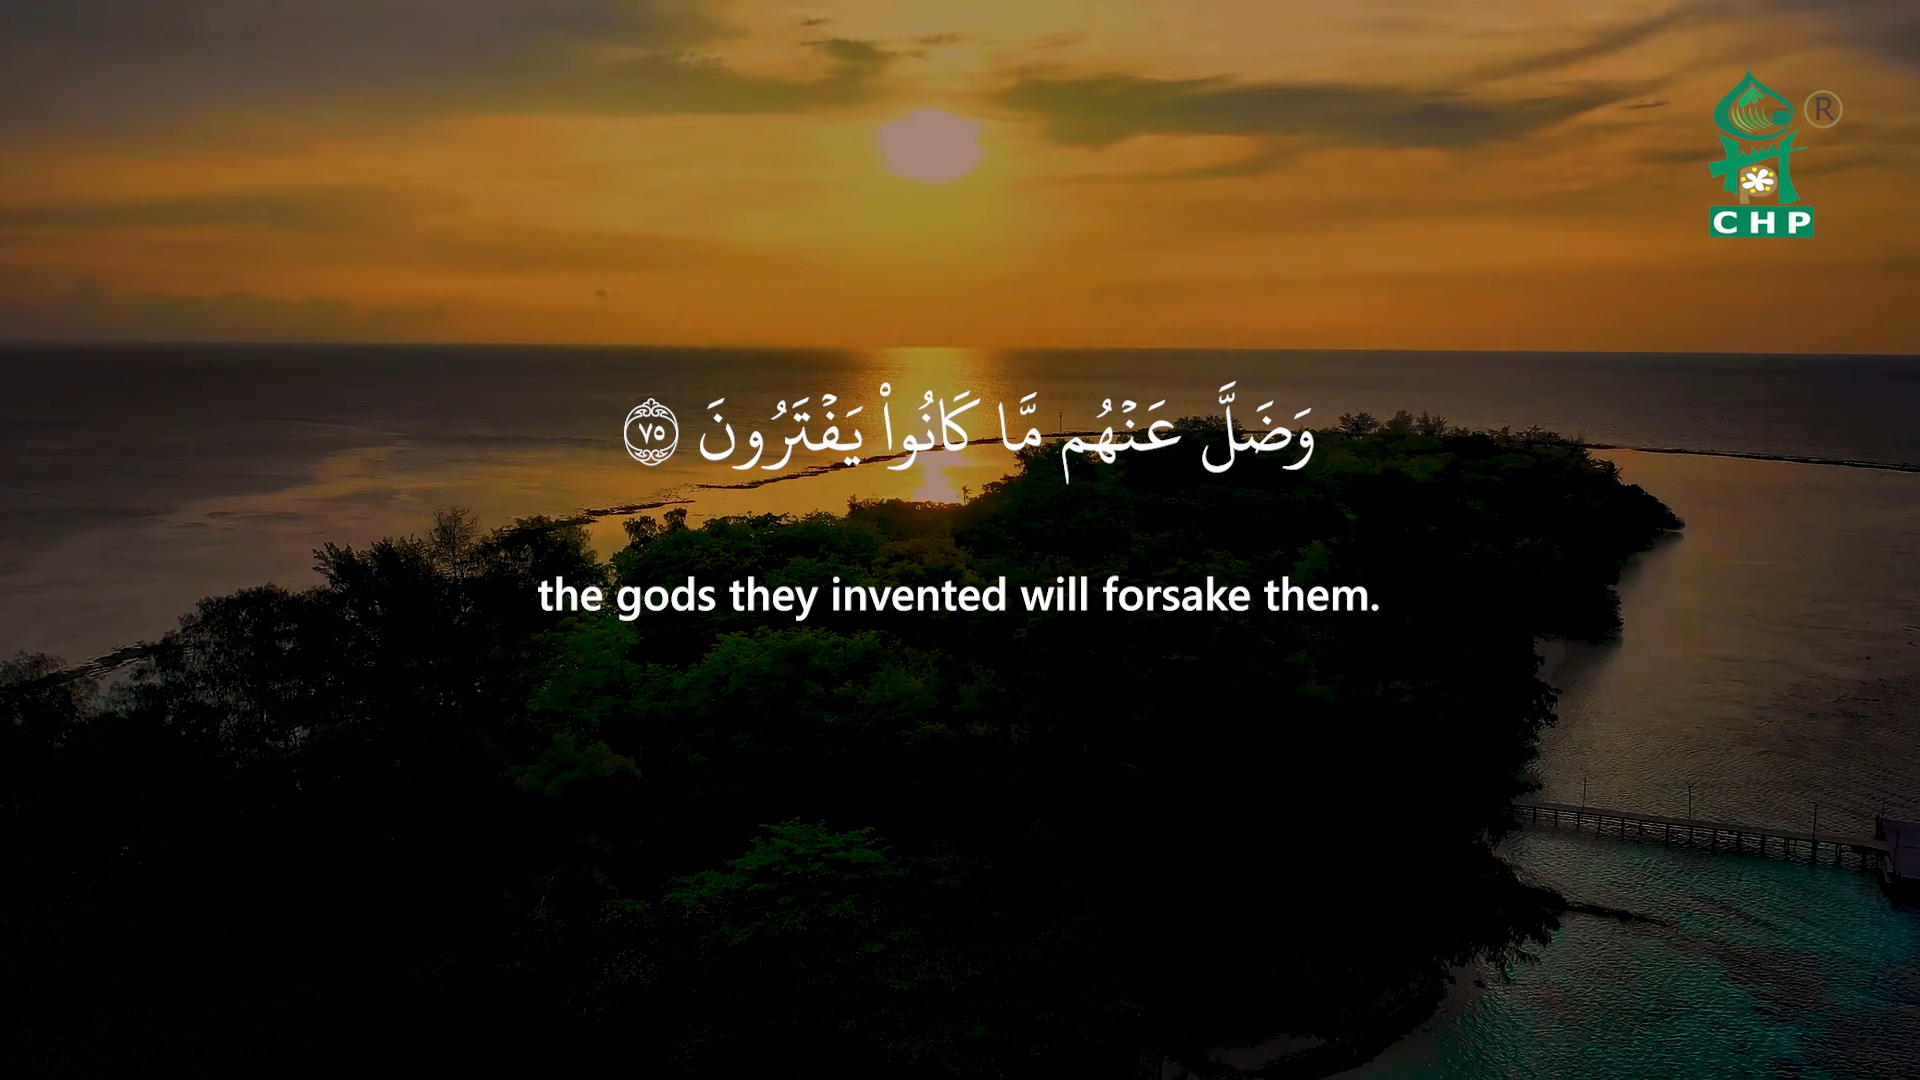 CHP
®
وَضَلَّ عَنۡهُم مَّا كَانُواْ يَفۡتَرُونَ ٧٥
the gods they invented will forsake them.